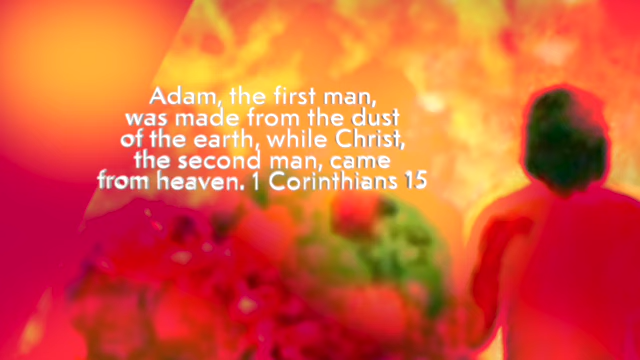 Adam, the first man,
was made from the dust
of the earth, while Christ,
the second man, came
from heaven. 1 Corinthians 15